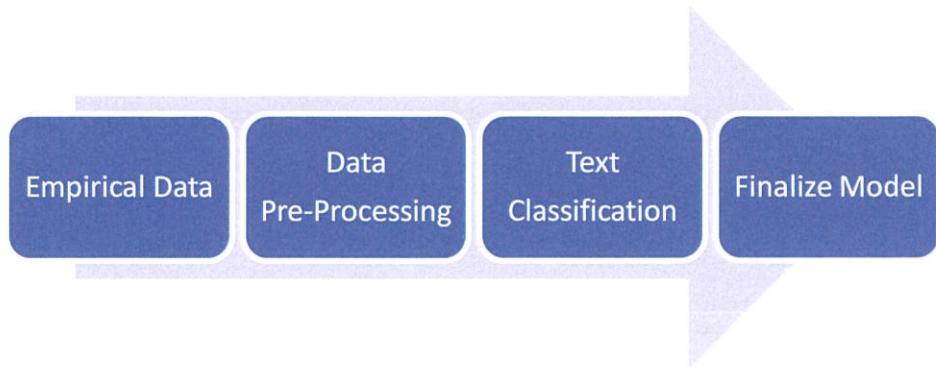 Empirical Data
Data
Pre-Processing
Text
Classification
Finalize Model